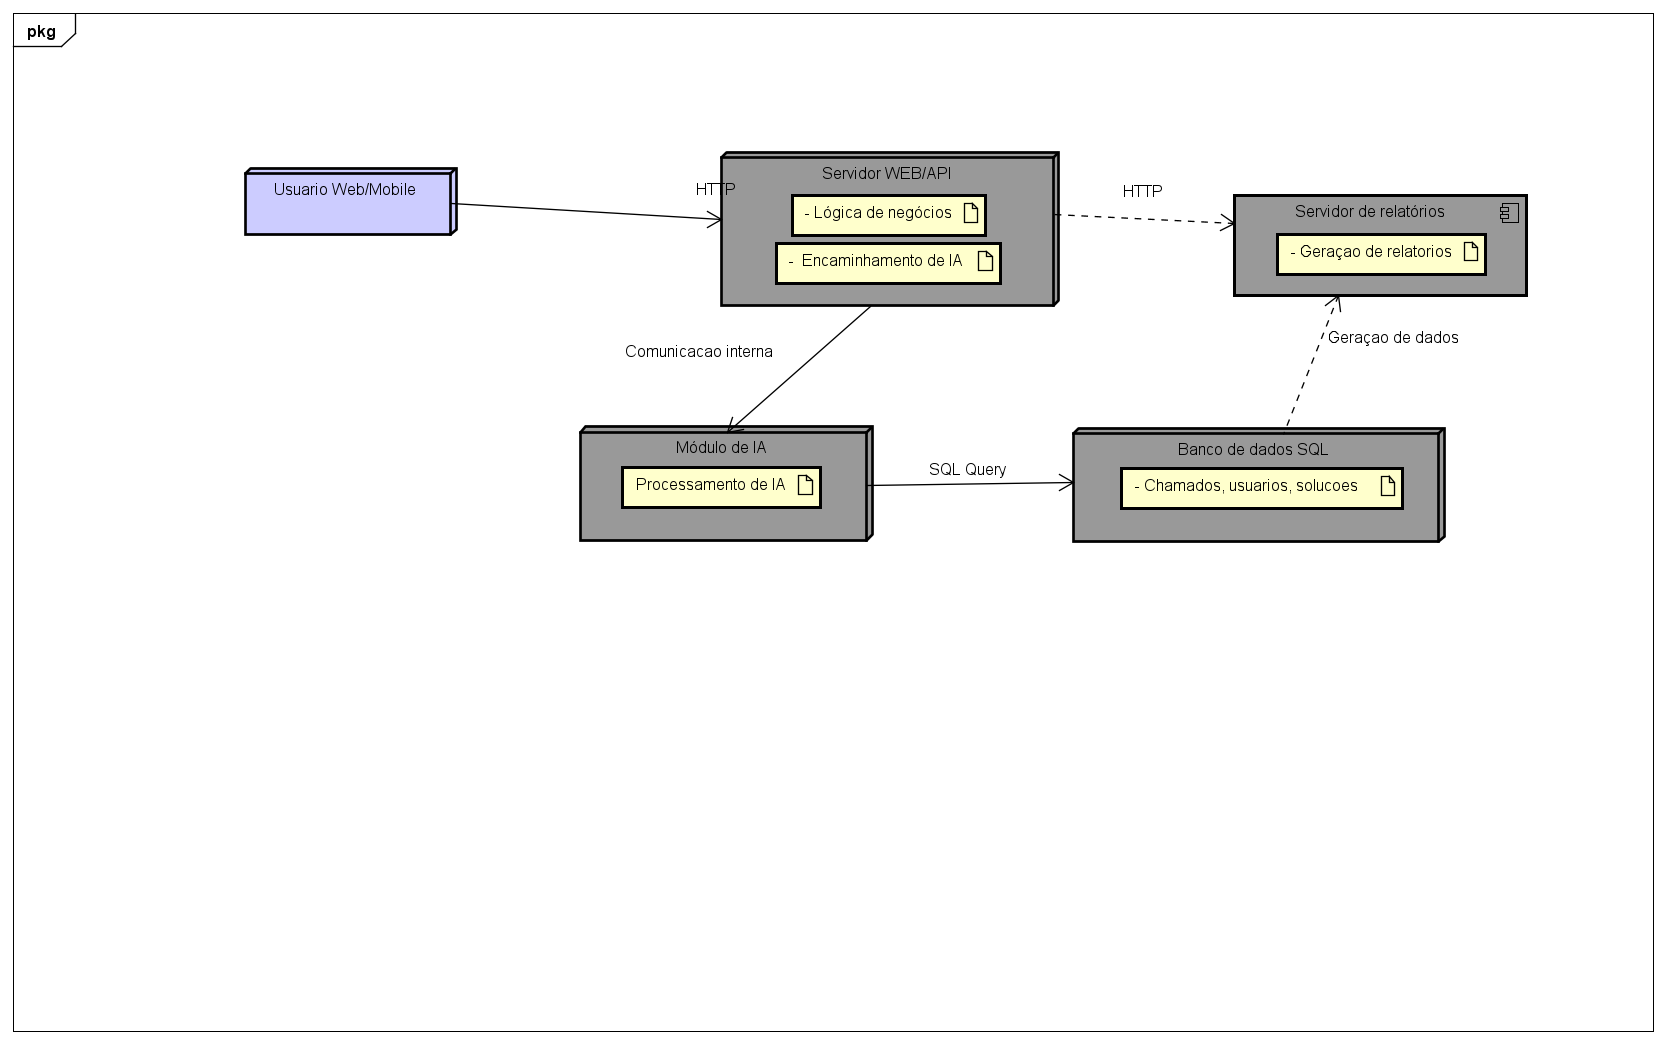 pkg
Usuario Web/Mobile
HTTP
Servidor WEB/API
- Lógica de negócios
- Encaminhamento de IA
HTTP
Servidor de relatórios
- Geraçao de relatorios
Comunicacao interna
Geraçao de dados
Módulo de IA
Processamento de IA
SQL Query
Banco de dados SQL
- Chamados, usuarios, solucoes